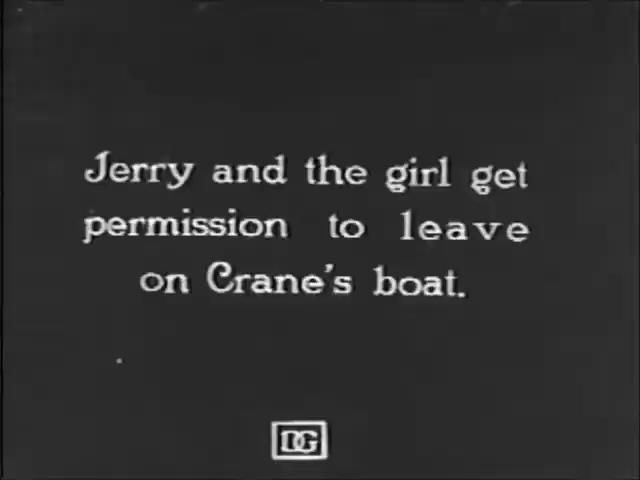 Jerry and the girl get
permission to leave
on Crane's boat.
DG